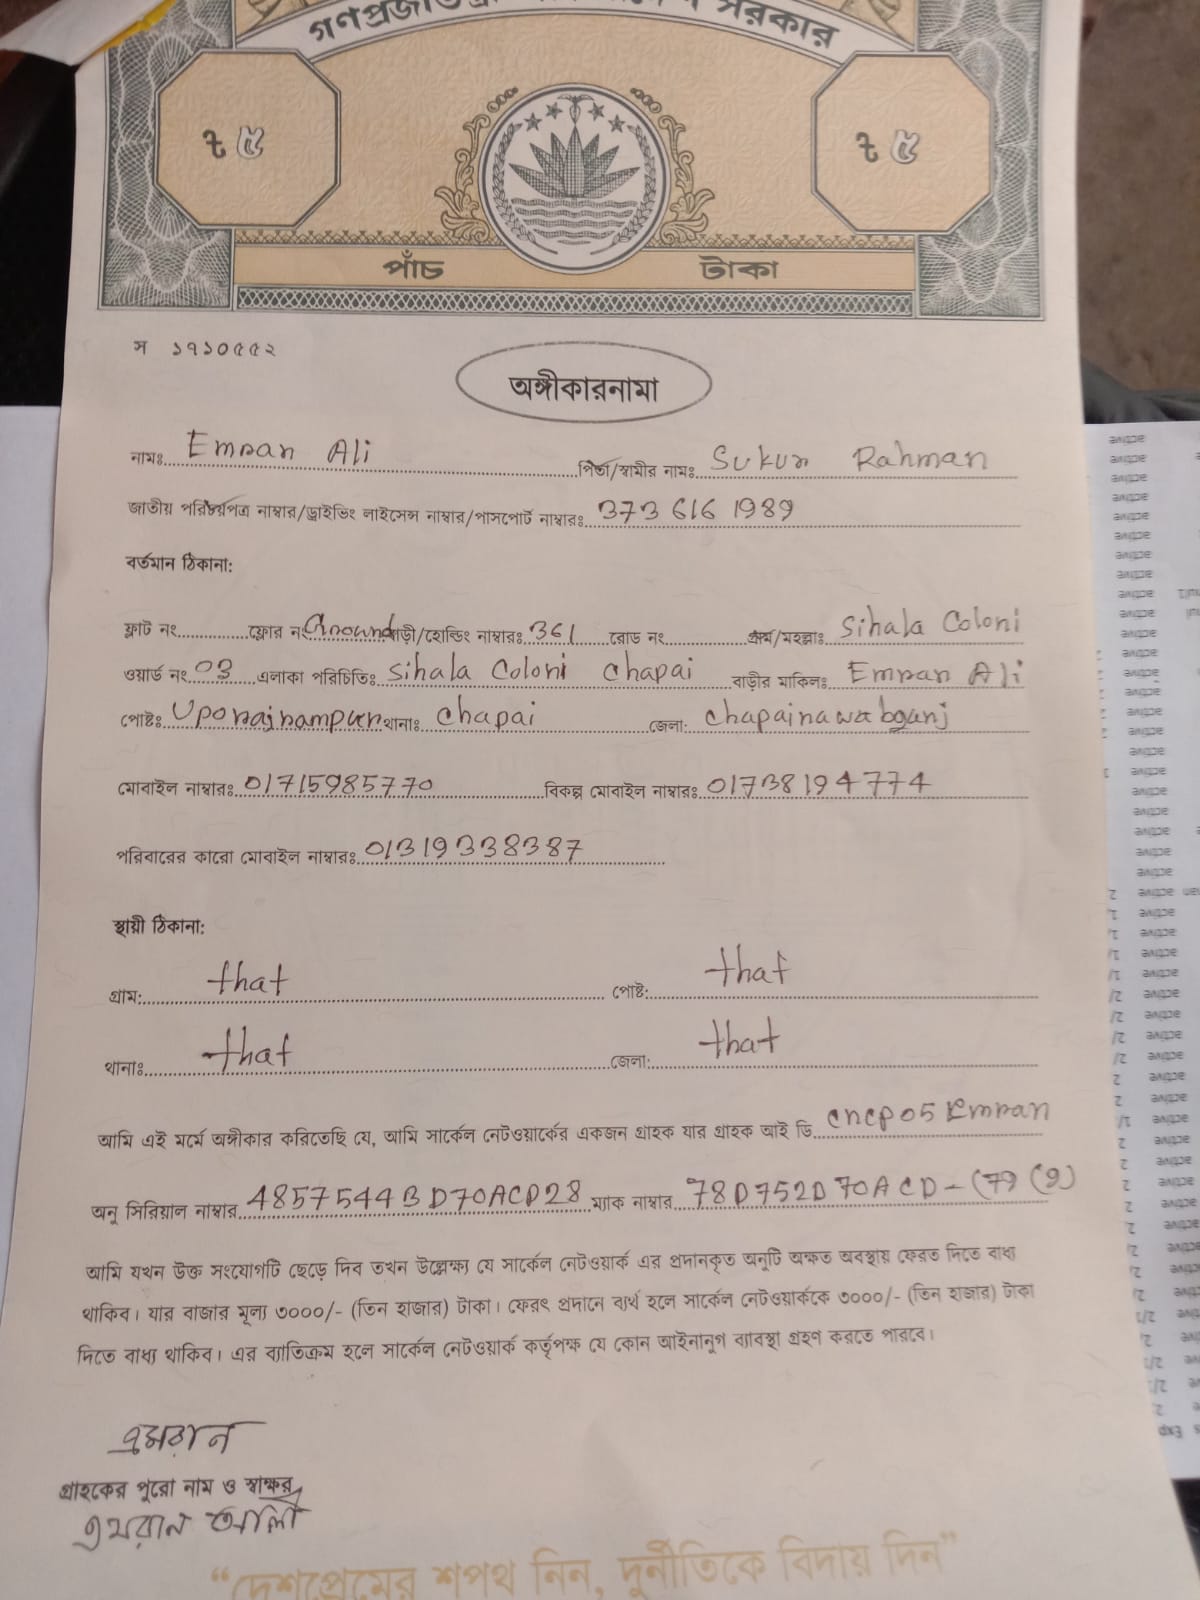 গণপ্রজাতন্ত্রী বাংলাদেশ সরকার
৳ ৫ ৳ ৫
পাঁচ টাকা
স ১৭১০৫৫২
অঙ্গীকারনামা
নামঃ Emran Ali পিতা/স্বামীর নামঃ Sukur Rahman
জাতীয় পরিচয়পত্র নাম্বার/ড্রাইভিং লাইসেন্স নাম্বার/পাসপোর্ট নাম্বারঃ 373 616 1989
বর্তমান ঠিকানা:
ফ্লাট নং ফ্লোর নং Ground বাড়ী/হোল্ডিং নাম্বারঃ 361 রোড নং গ্রাম/মহল্লাঃ Sihala Coloni
ওয়ার্ড নং 03 এলাকা পরিচিতিঃ Sihala Coloni Chapai বাড়ীর মালিকঃ Emran Ali
পোষ্টঃ Uporajrampur থানাঃ Chapai জেলা: Chapainawabganj
মোবাইল নাম্বারঃ 01715985770 বিকল্প মোবাইল নাম্বারঃ 01738194774
পরিবারের কারো মোবাইল নাম্বারঃ 01319338387
স্থায়ী ঠিকানা:
গ্রাম: that পোষ্ট: that
থানাঃ that জেলা: that
আমি এই মর্মে অঙ্গীকার করিতেছি যে, আমি সার্কেল নেটওয়ার্কের একজন গ্রাহক যার গ্রাহক আই ডি cncp05Emran
অনু সিরিয়াল নাম্বার 48575443BD70ACD28 ম্যাক নাম্বার 78D752D70ACD-(79(9)
আমি যখন উক্ত সংযোগটি ছেড়ে দিব তখন উল্লেক্ষ্য যে সার্কেল নেটওয়ার্ক এর প্রদানকৃত অনুটি অক্ষত অবস্থায় ফেরত দিতে বাধ্য
থাকিব। যার বাজার মূল্য ৩০০০/- (তিন হাজার) টাকা। ফেরৎ প্রদানে ব্যর্থ হলে সার্কেল নেটওয়ার্ককে ৩০০০/- (তিন হাজার) টাকা
দিতে বাধ্য থাকিব। এর ব্যাতিক্রম হলে সার্কেল নেটওয়ার্ক কর্তৃপক্ষ যে কোন আইনানুগ ব্যাবস্থা গ্রহণ করতে পারবে।
এমরান
গ্রাহকের পুরো নাম ও স্বাক্ষর
এমরান আলী
“দেশপ্রেমের শপথ নিন, দুর্নীতিকে বিদায় দিন”